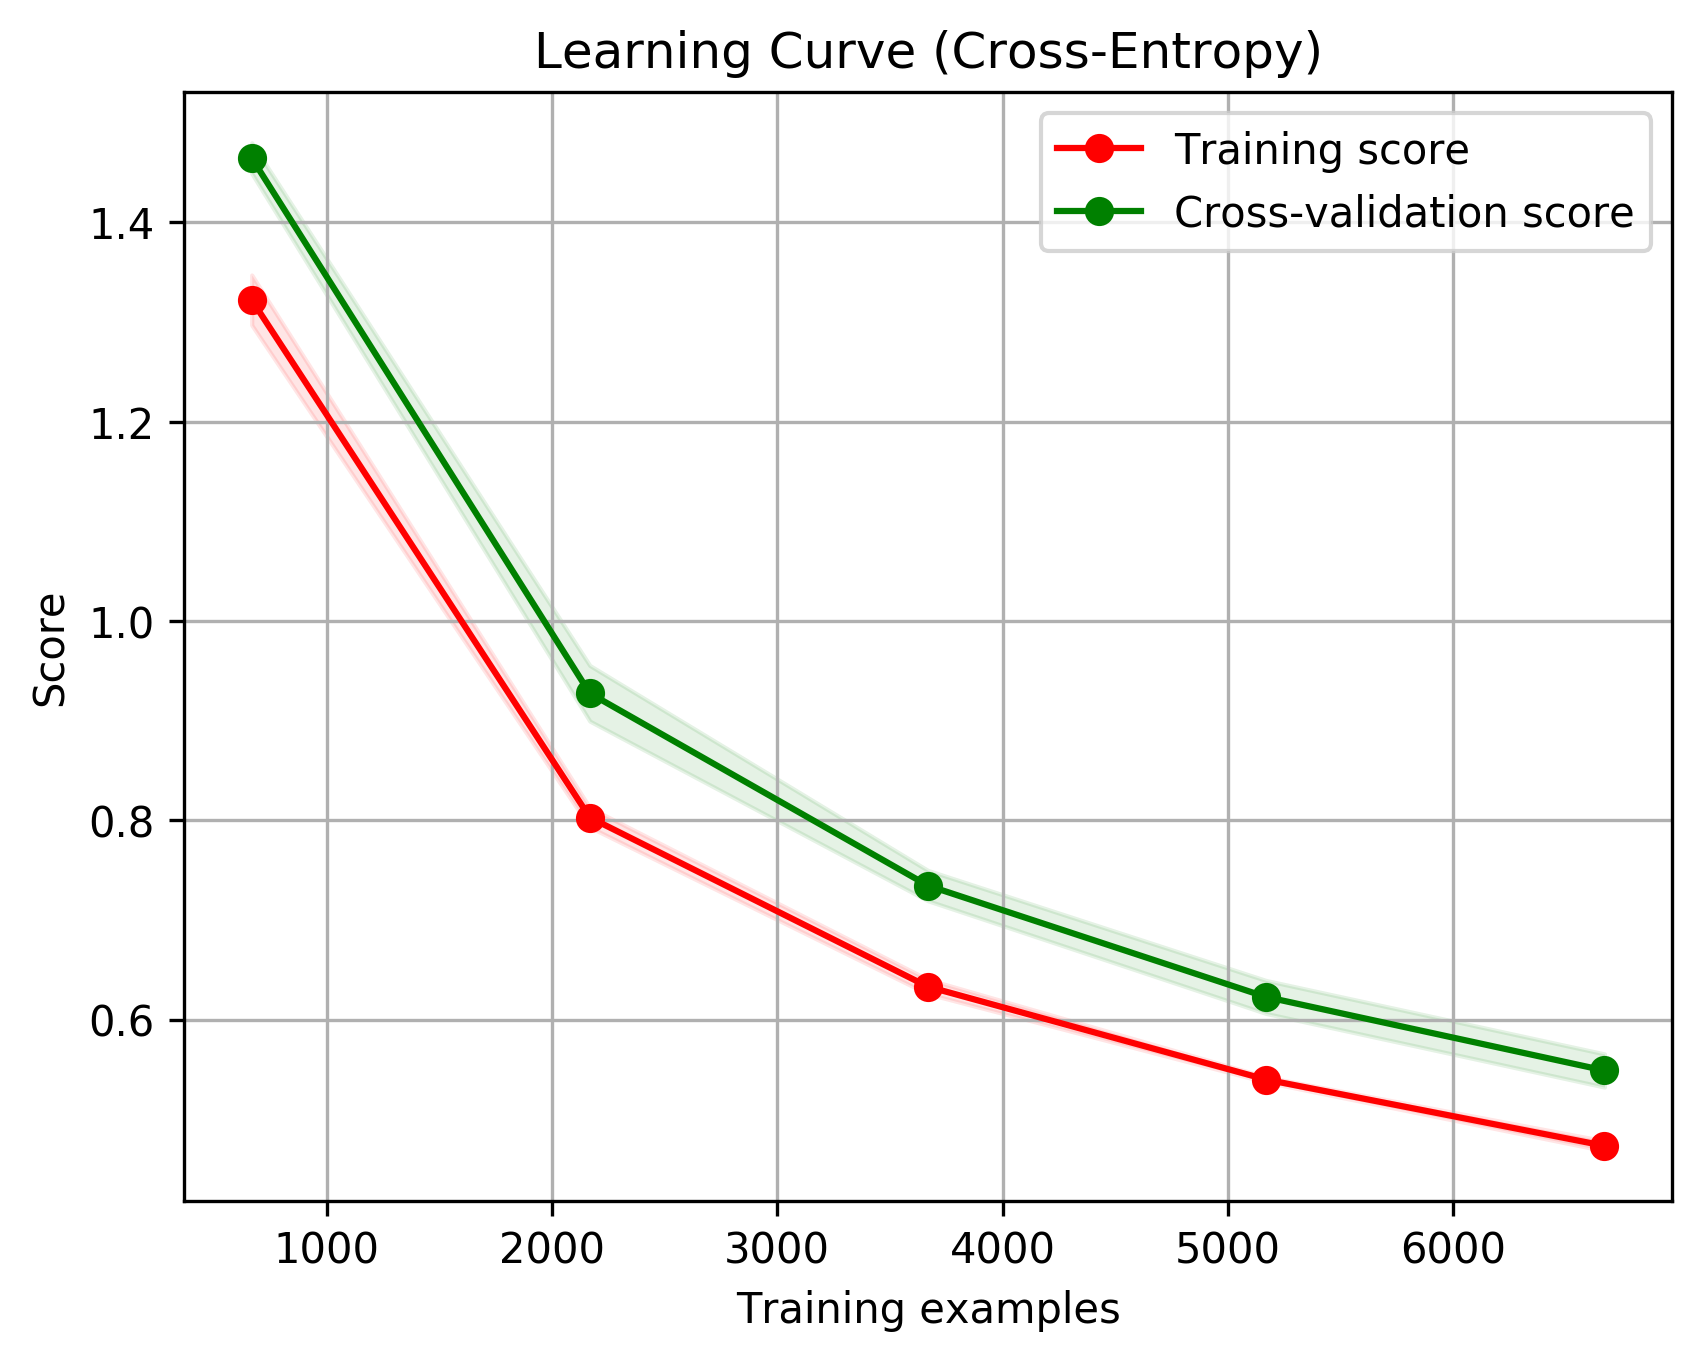 Learning Curve (Cross-Entropy)
Training score
Cross-validation score
1.4
1.2
1.0
0.8
0.6
Score
1000 2000 3000 4000 5000 6000
Training examples